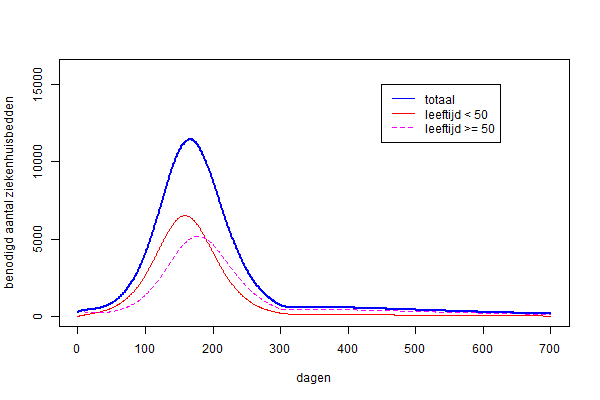 benodigd aantal ziekenhuisbedden
15000
10000
5000
0
totaal
leeftijd < 50
leeftijd >= 50
0 100 200 300 400 500 600 700
dagen